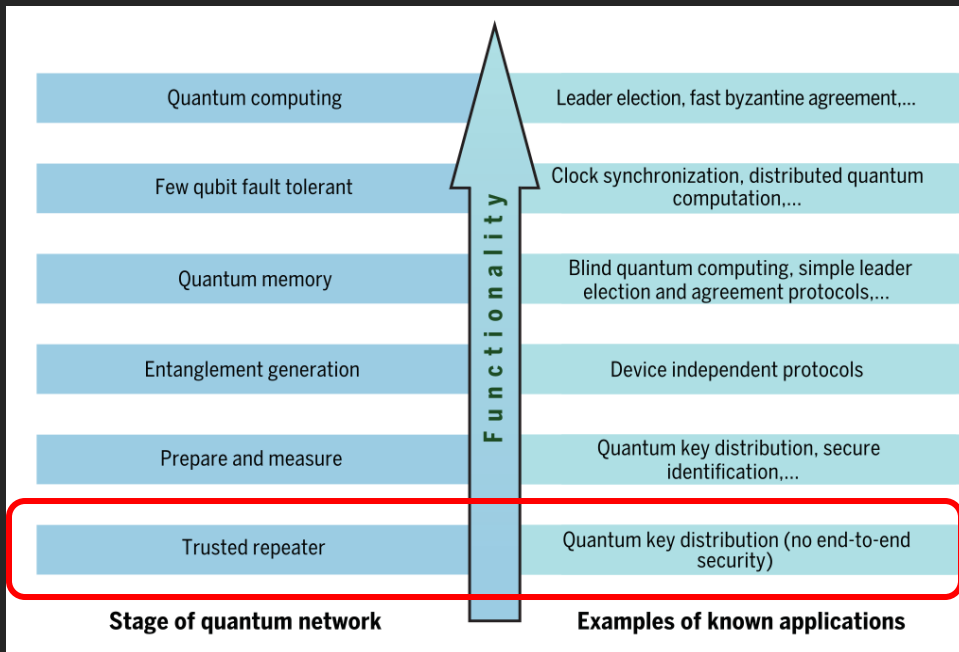 Quantum computing
Leader election, fast byzantine agreement,...
Few qubit fault tolerant
Clock synchronization, distributed quantum
computation,...
Quantum memory
Blind quantum computing, simple leader
election and agreement protocols,...
Entanglement generation
Device independent protocols
Prepare and measure
Quantum key distribution, secure
identification,...
Trusted repeater
Quantum key distribution (no end-to-end
security)
Functionality
Stage of quantum network
Examples of known applications